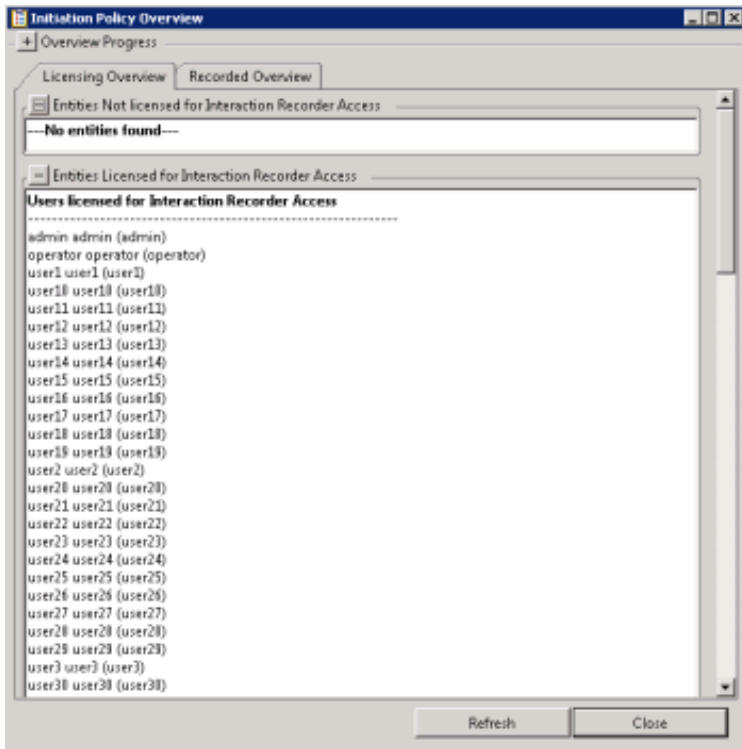 Initiation Policy Overview
Overview Progress
Licensing Overview
Recorded Overview
Entities Not licensed for Interaction Recorder Access
---No entities found---
Entities Licensed for Interaction Recorder Access
Users licensed for Interaction Recorder Access
--------------------------------------------------------------
admin admin (admin)
operator operator (operator)
user1 user1 (user1)
user10 user10 (user10)
user11 user11 (user11)
user12 user12 (user12)
user13 user13 (user13)
user14 user14 (user14)
user15 user15 (user15)
user16 user16 (user16)
user17 user17 (user17)
user18 user18 (user18)
user19 user19 (user19)
user2 user2 (user2)
user20 user20 (user20)
user21 user21 (user21)
user22 user22 (user22)
user23 user23 (user23)
user24 user24 (user24)
user25 user25 (user25)
user26 user26 (user26)
user27 user27 (user27)
user28 user28 (user28)
user29 user29 (user29)
user3 user3 (user3)
user30 user30 (user30)
Refresh
Close